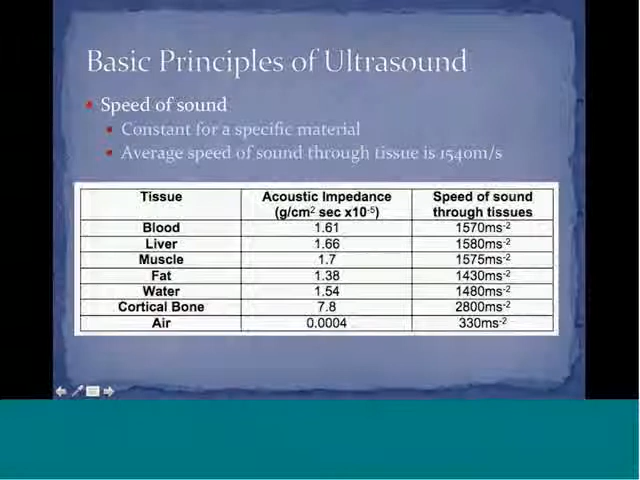 Basic Principles of Ultrasound
Speed of sound
Constant for a specific material
Average speed of sound through tissue is 1540m/s
Tissue Acoustic Impedance (g/cm² sec x10⁻⁵) Speed of sound through tissues
Blood 1.61 1570ms⁻²
Liver 1.66 1580ms⁻²
Muscle 1.7 1575ms⁻²
Fat 1.38 1430ms⁻²
Water 1.54 1480ms⁻²
Cortical Bone 7.8 2800ms⁻²
Air 0.0004 330ms⁻²